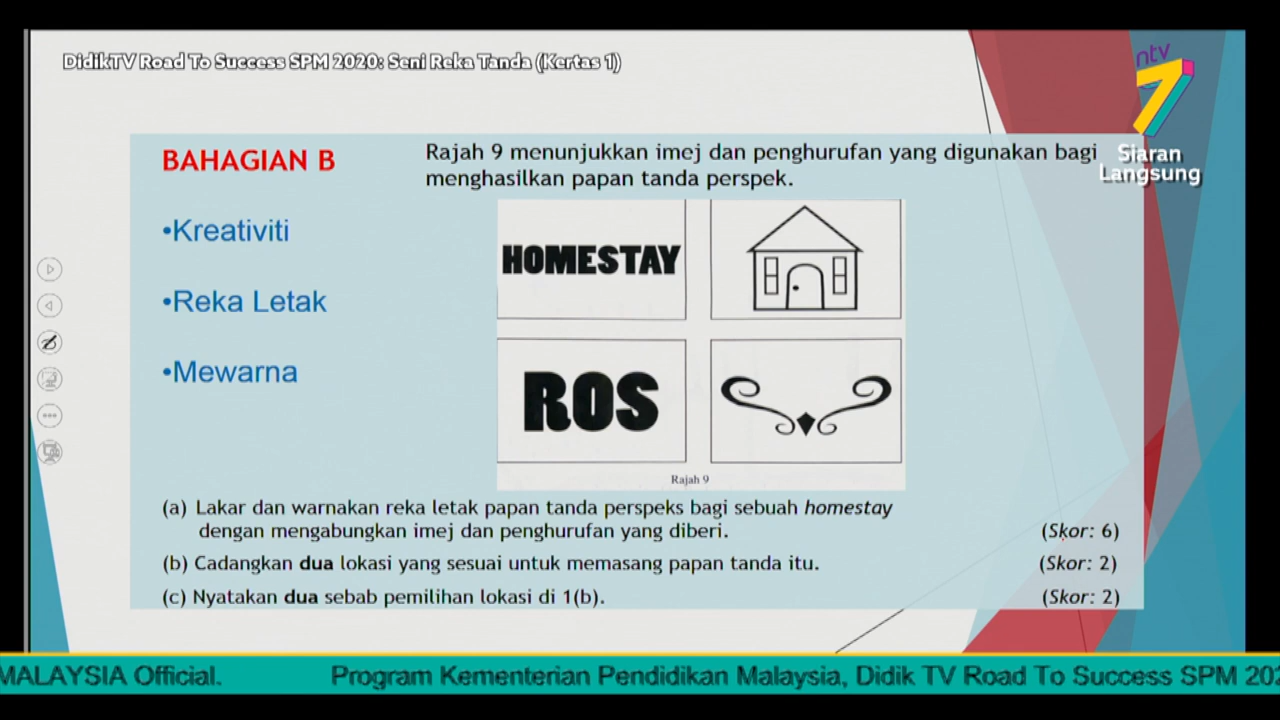 DidikTV Road To Success SPM 2020: Seni Reka Tanda (Kertas 1)
ntv
7
Siaran
Langsung
BAHAGIAN B
•Kreativiti
•Reka Letak
•Mewarna
Rajah 9 menunjukkan imej dan penghurufan yang digunakan bagi
menghasilkan papan tanda perspek.
HOMESTAY
ROS
Rajah 9
(a) Lakar dan warnakan reka letak papan tanda perspeks bagi sebuah homestay
dengan mengabungkan imej dan penghurufan yang diberi. (Skor: 6)
(b) Cadangkan dua lokasi yang sesuai untuk memasang papan tanda itu. (Skor: 2)
(c) Nyatakan dua sebab pemilihan lokasi di 1(b). (Skor: 2)
MALAYSIA Official. Program Kementerian Pendidikan Malaysia, Didik TV Road To Success SPM 202